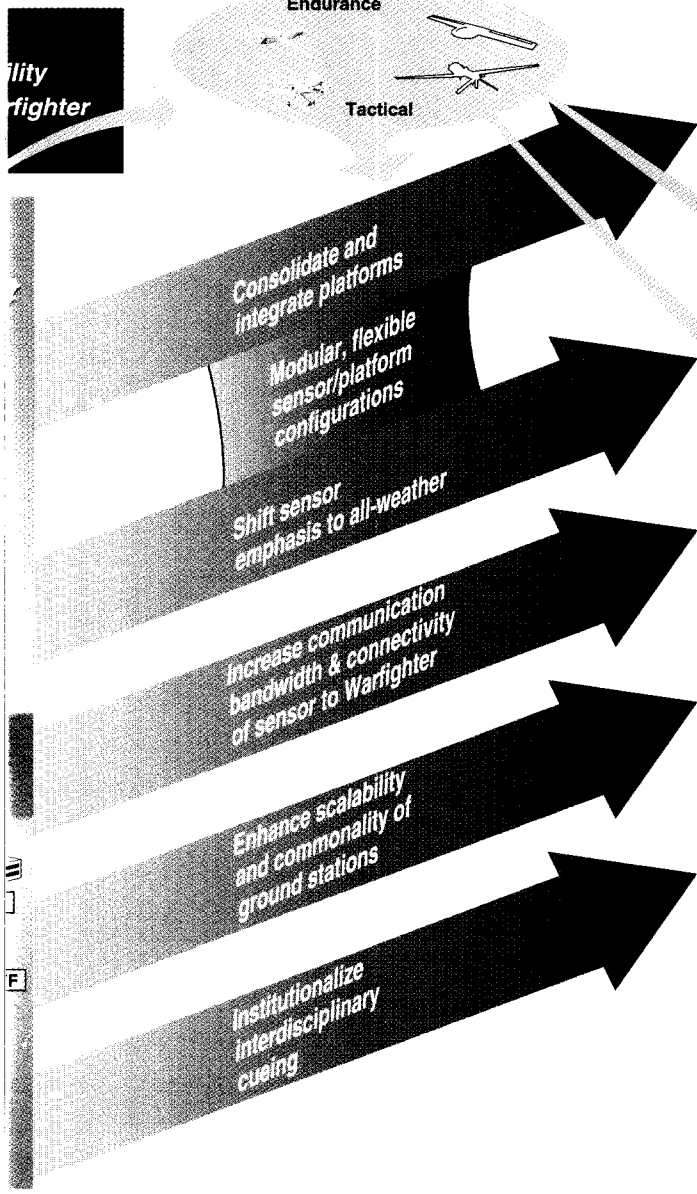 Endurance
ility
rfighter
Tactical
Consolidate and
integrate platforms
Modular, flexible
sensor/platform
configurations
Shift sensor
emphasis to all-weather
Increase communication
bandwidth & connectivity
of sensor to Warfighter
Enhance scalability
and commonality of
ground stations
F
Institutionalize
interdisciplinary
cueing